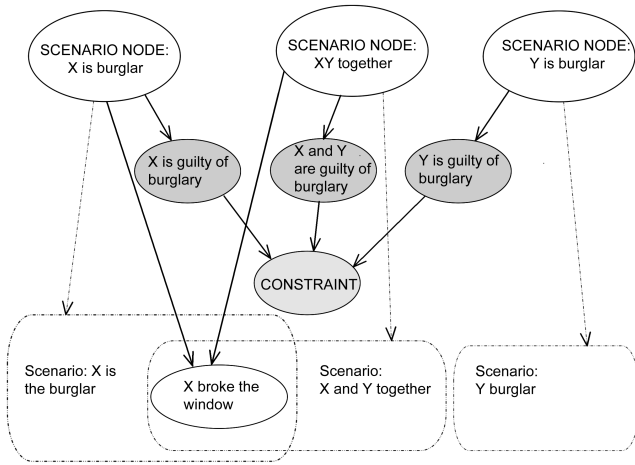 SCENARIO NODE:
X is burglar
SCENARIO NODE:
XY together
SCENARIO NODE:
Y is burglar
X is guilty of
burglary
X and Y
are guilty of
burglary
Y is guilty of
burglary
CONSTRAINT
Scenario: X is
the burglar
X broke the
window
Scenario:
X and Y together
Scenario:
Y burglar